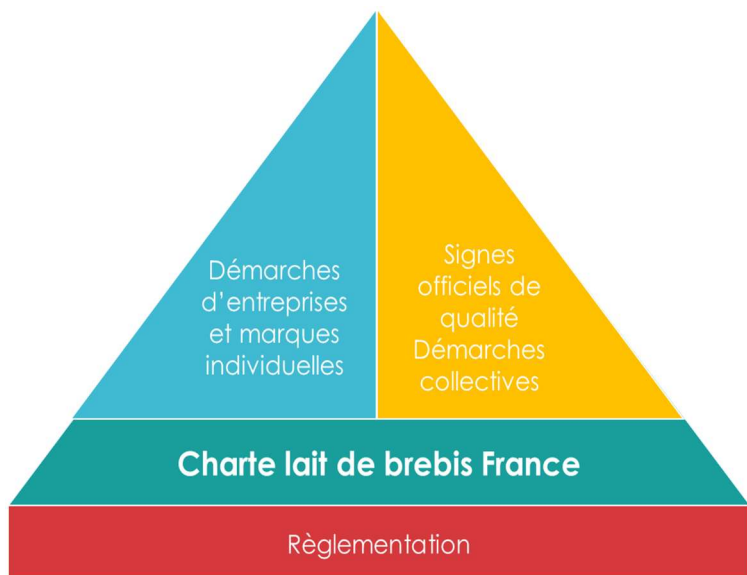 Démarches
d'entreprises
et marques
individuelles
Signes
officiels de
qualité
Démarches
collectives
Charte lait de brebis France
Règlementation